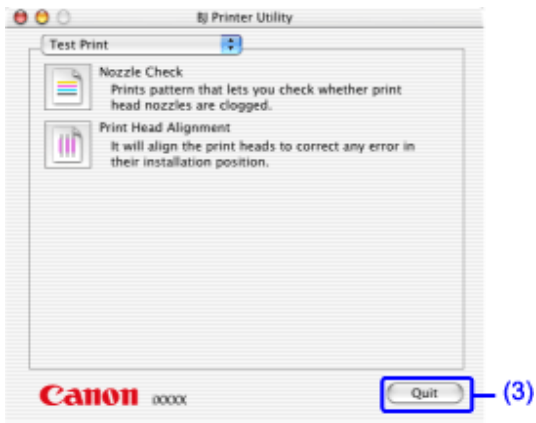 BJ Printer Utility
Test Print
Nozzle Check
Prints pattern that lets you check whether print
head nozzles are clogged.
Print Head Alignment
It will align the print heads to correct any error in
their installation position.
Canon
Quit
(3)